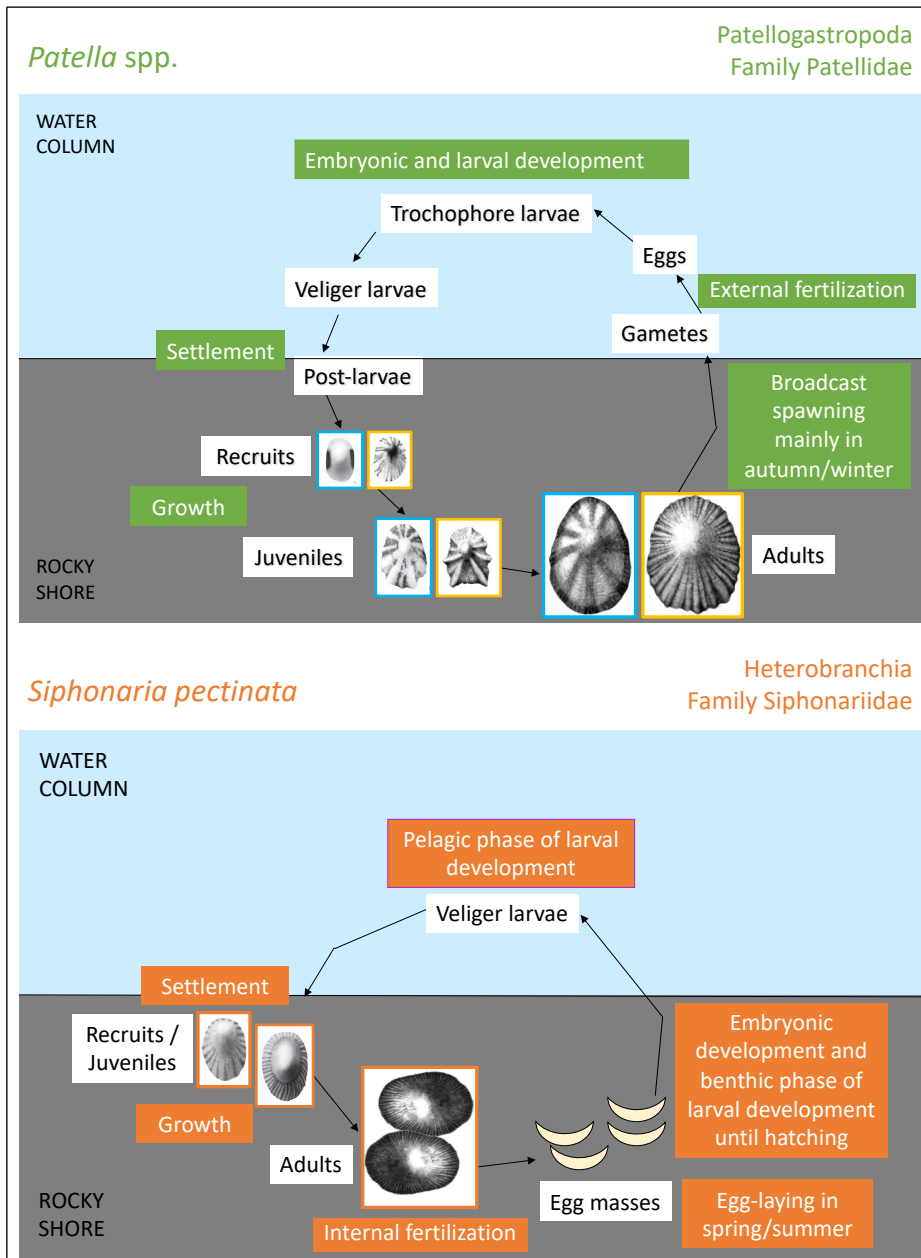 Patella spp.
Patellogastropoda
Family Patellidae
WATER
COLUMN
Embryonic and larval development
Trochophore larvae
Eggs
Veliger larvae
External fertilization
Gametes
Settlement
Post-larvae
Broadcast
spawning
mainly in
autumn/winter
Recruits
Growth
Juveniles
Adults
ROCKY
SHORE
Siphonaria pectinata
Heterobranchia
Family Siphonariidae
WATER
COLUMN
Pelagic phase of larval
development
Veliger larvae
Settlement
Recruits /
Juveniles
Embryonic
development and
benthic phase of
larval development
until hatching
Growth
Adults
Egg masses
Egg-laying in
spring/summer
Internal fertilization
ROCKY
SHORE